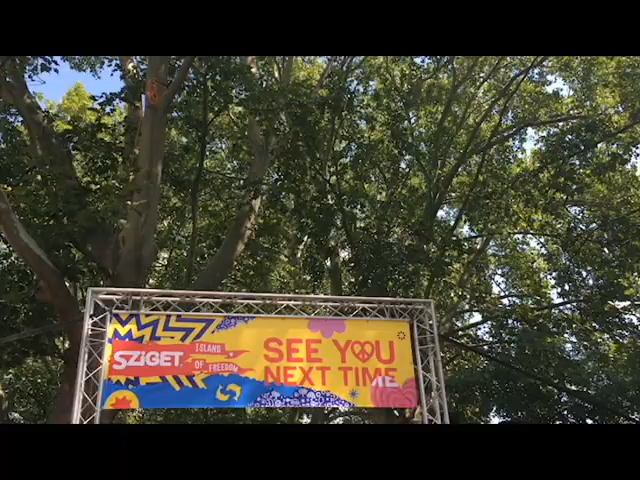 SZIGET
ISLAND
OF FREEDOM
SEE YOU
NEXT TIME